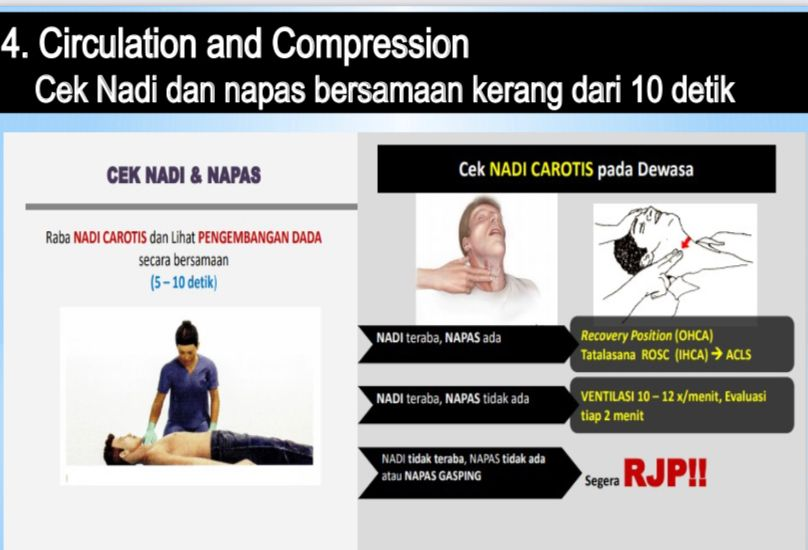 4. Circulation and Compression
Cek Nadi dan napas bersamaan kerang dari 10 detik
CEK NADI & NAPAS
Raba NADI CAROTIS dan Lihat PENGEMBANGAN DADA
secara bersamaan
(5 – 10 detik)
Cek NADI CAROTIS pada Dewasa
NADI teraba, NAPAS ada
Recovery Position (OHCA)
Tatalasana ROSC (IHCA) → ACLS
NADI teraba, NAPAS tidak ada
VENTILASI 10 – 12 x/menit, Evaluasi
tiap 2 menit
NADI tidak teraba, NAPAS tidak ada
atau NAPAS GASPING
Segera RJP!!